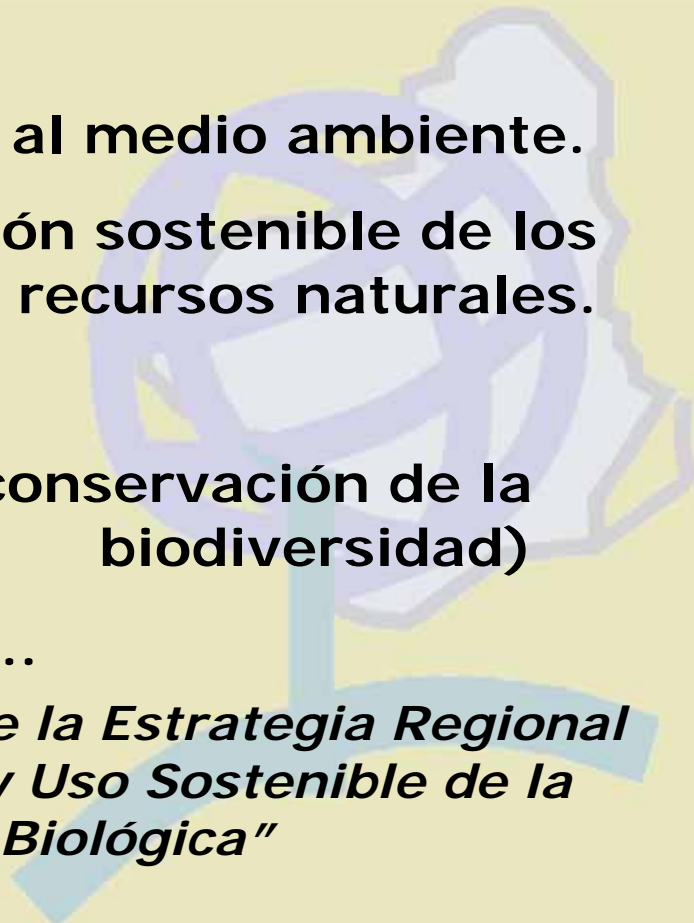 al medio ambiente.
ón sostenible de los
recursos naturales.
conservación de la
biodiversidad)
..
e la Estrategia Regional
y Uso Sostenible de la
Biológica”